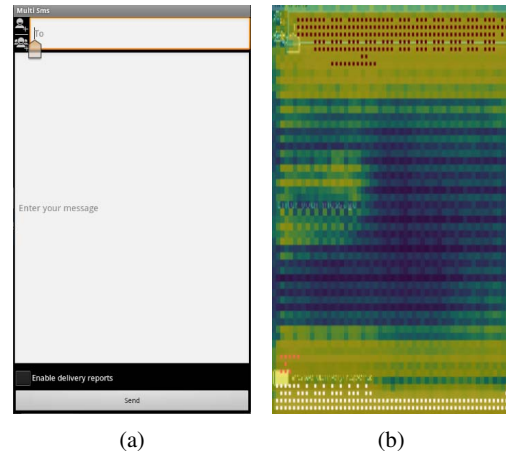 Multi Sms
To
Enter your message
Enable delivery reports
Send
(a)
(b)